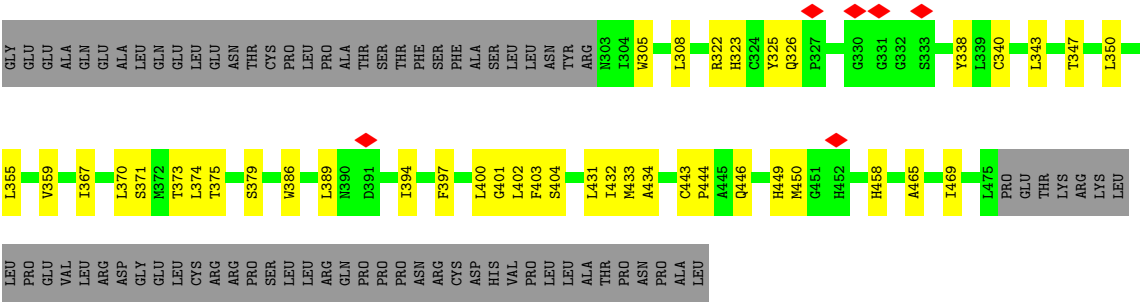 GLY GLU GLU ALA GLN GLU ALA LEU GLN GLU LEU GLU ASN THR CYS PRO LEU PRO ALA THR SER THR PHE SER PHE ALA SER LEU LEU ASN TYR ARG N303 I304 W305 L308 R322 H323 C324 Y325 Q326 P327 G330 G331 G332 S333 Y338 L339 C340 L343 T347 L350
L355 V359 I367 L370 S371 M372 T373 L374 T375 S379 W386 L389 N390 D391 I394 F397 L400 G401 L402 F403 S404 L431 I432 M433 A434 C443 P444 A445 Q446 H449 M450 G451 H452 H458 A465 I469 L475 PRO GLU THR LYS ARG LYS LEU
LEU PRO GLU VAL LEU ARG ASP GLY GLU LEU CYS ARG ARG PRO SER LEU LEU ARG GLN PRO PRO PRO ASN ARG CYS ASP HIS VAL PRO LEU LEU ALA THR PRO ASN PRO ALA LEU